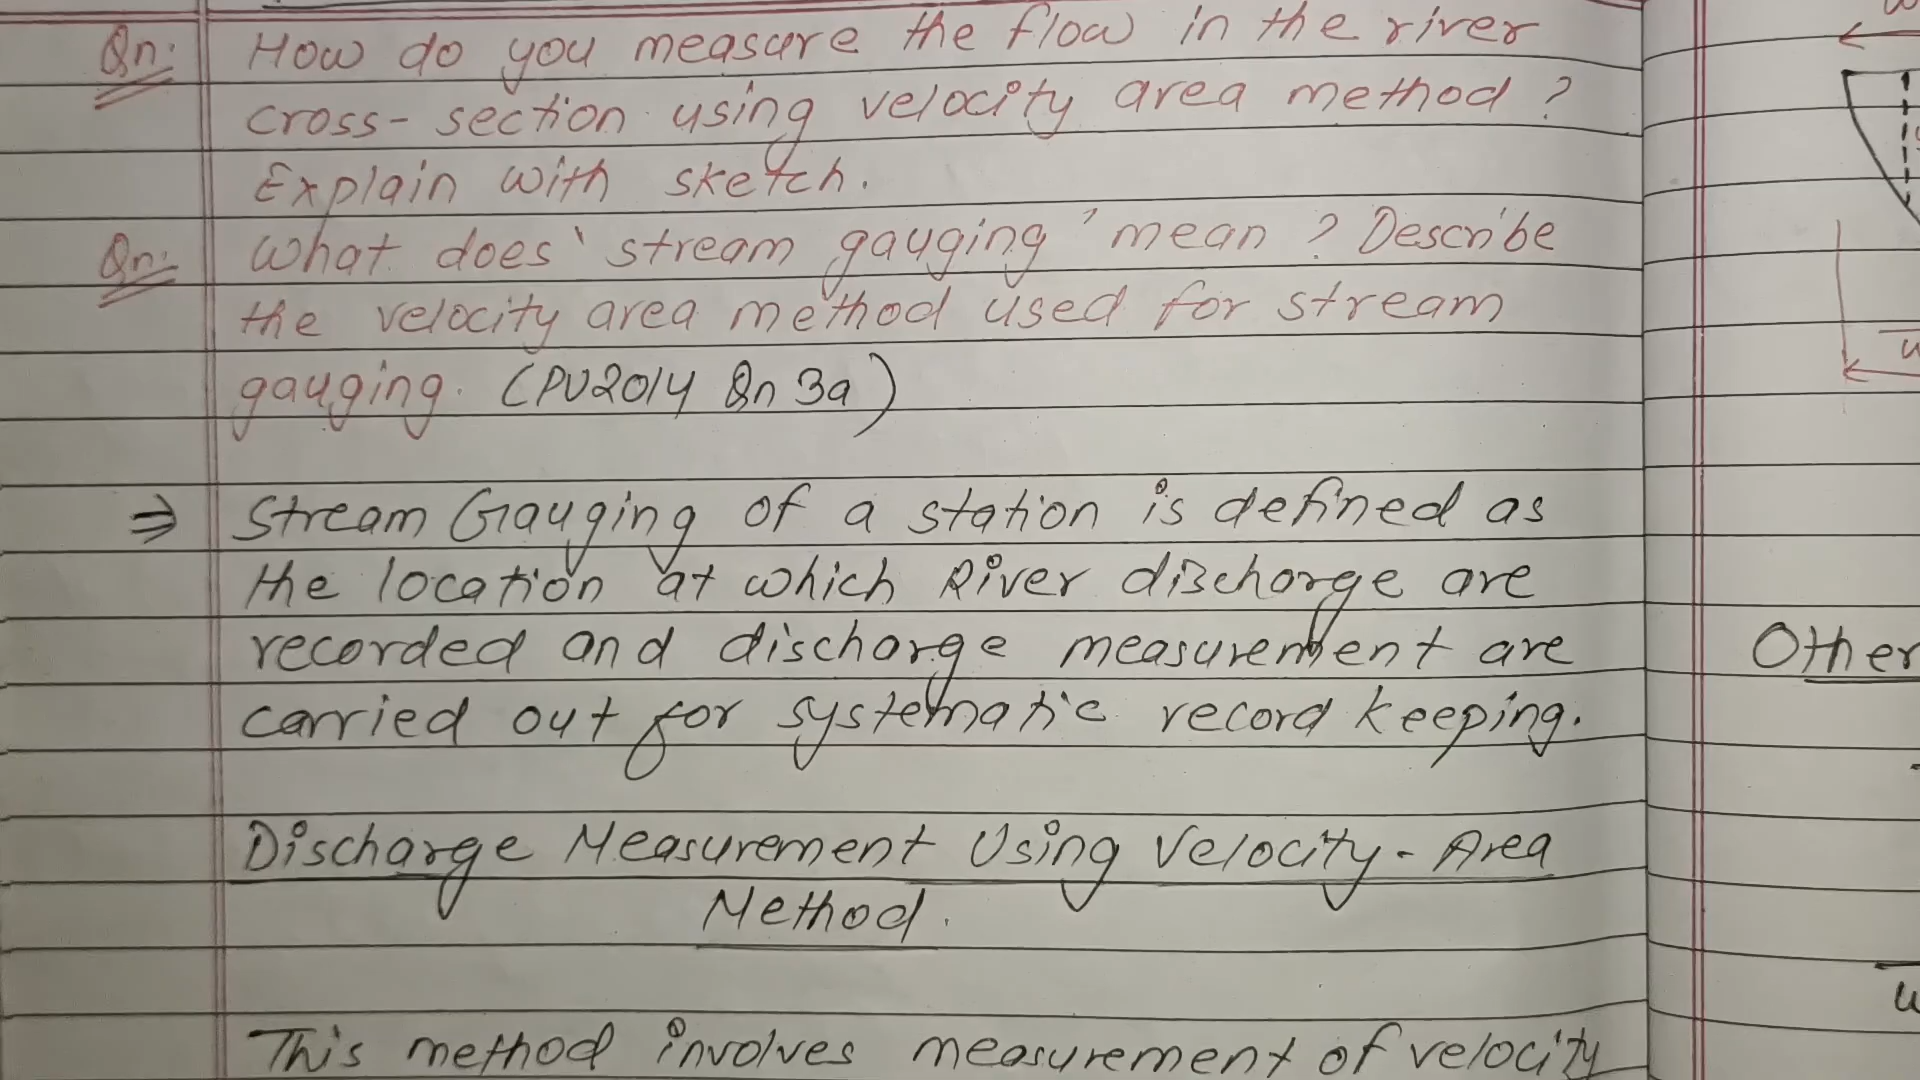 Qn: How do you measure the flow in the river
cross-section using velocity area method?
Explain with sketch.
Qn: What does 'stream gauging' mean? Describe
the velocity area method used for stream
gauging. (PU2014 Qn 3a)
⇒ Stream Gauging of a station is defined as
the location at which River discharge are
recorded and discharge measurement are
carried out for systematic record keeping.
Discharge Measurement Using Velocity-Area
Method.
This method involves measurement of velocity
Other